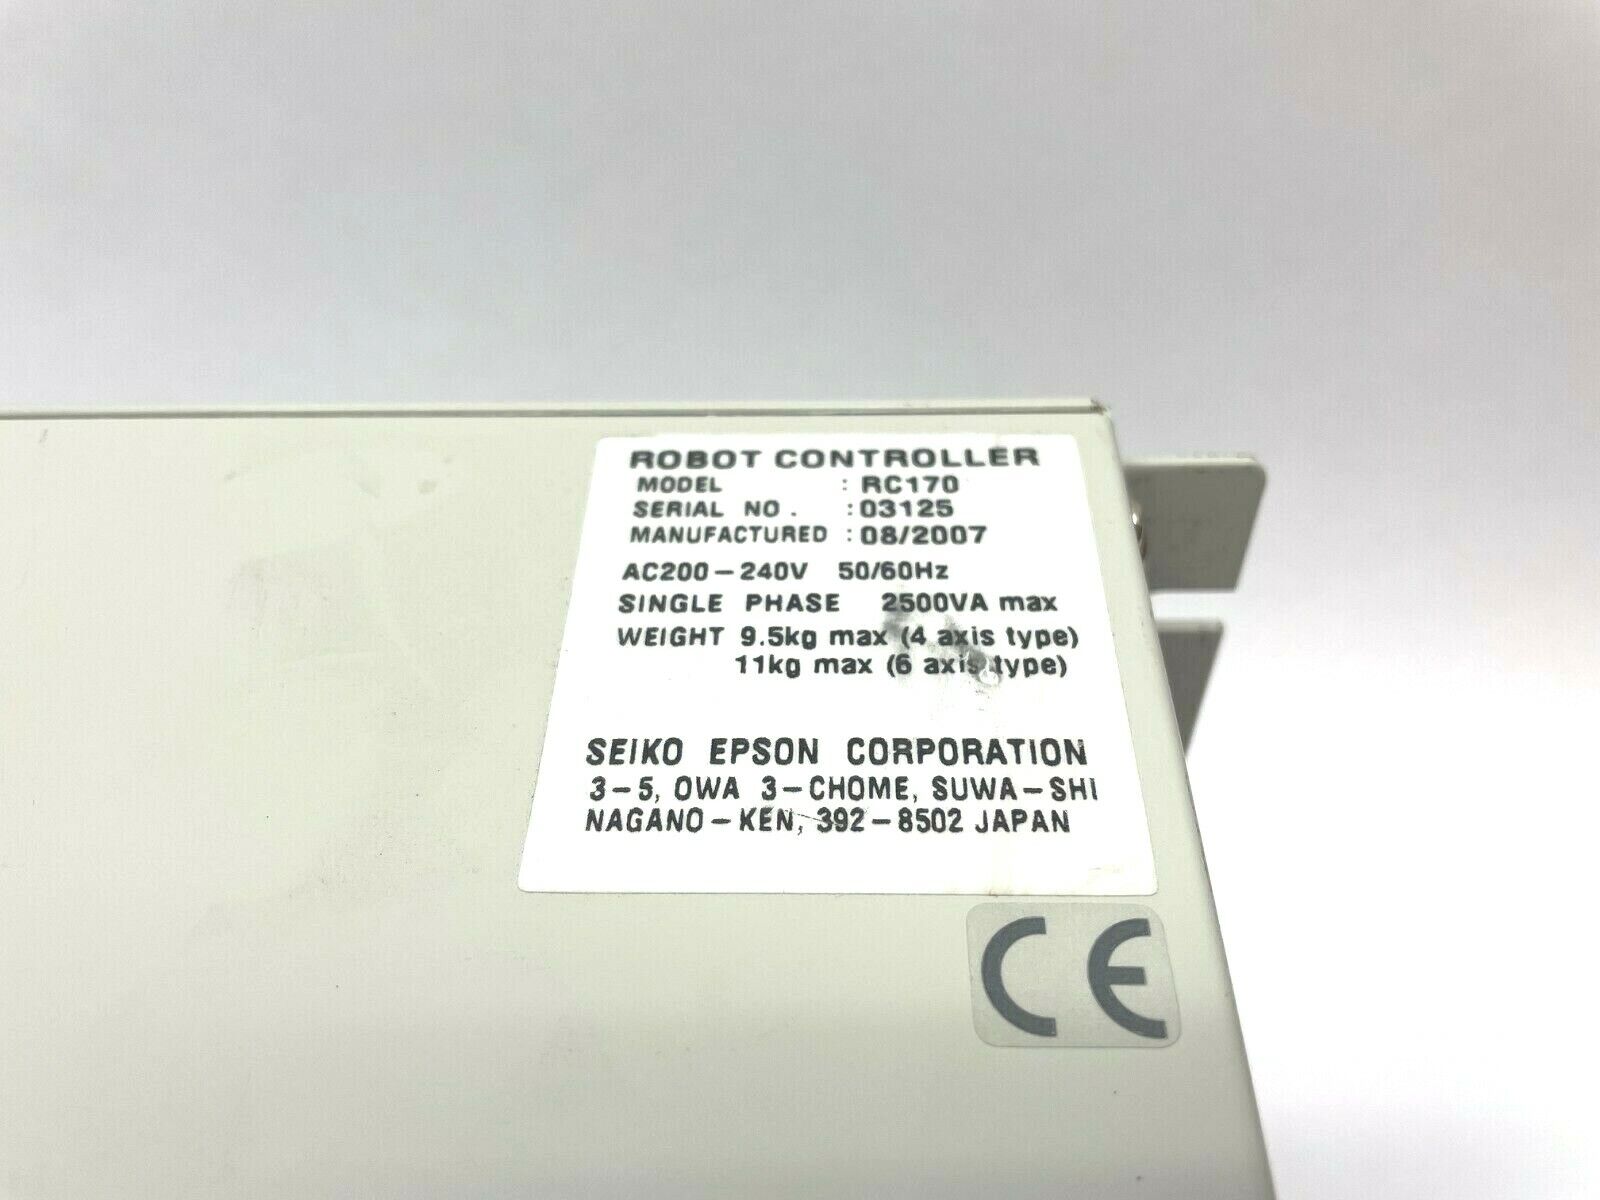 ROBOT CONTROLLER
MODEL : RC170
SERIAL NO. : 03125
MANUFACTURED : 08/2007
AC200-240V 50/60Hz
SINGLE PHASE 2500VA max
WEIGHT 9.5kg max (4 axis type)
11kg max (6 axis type)
SEIKO EPSON CORPORATION
3-5, OWA 3-CHOME, SUWA-SHI
NAGANO-KEN, 392-8502 JAPAN
CE